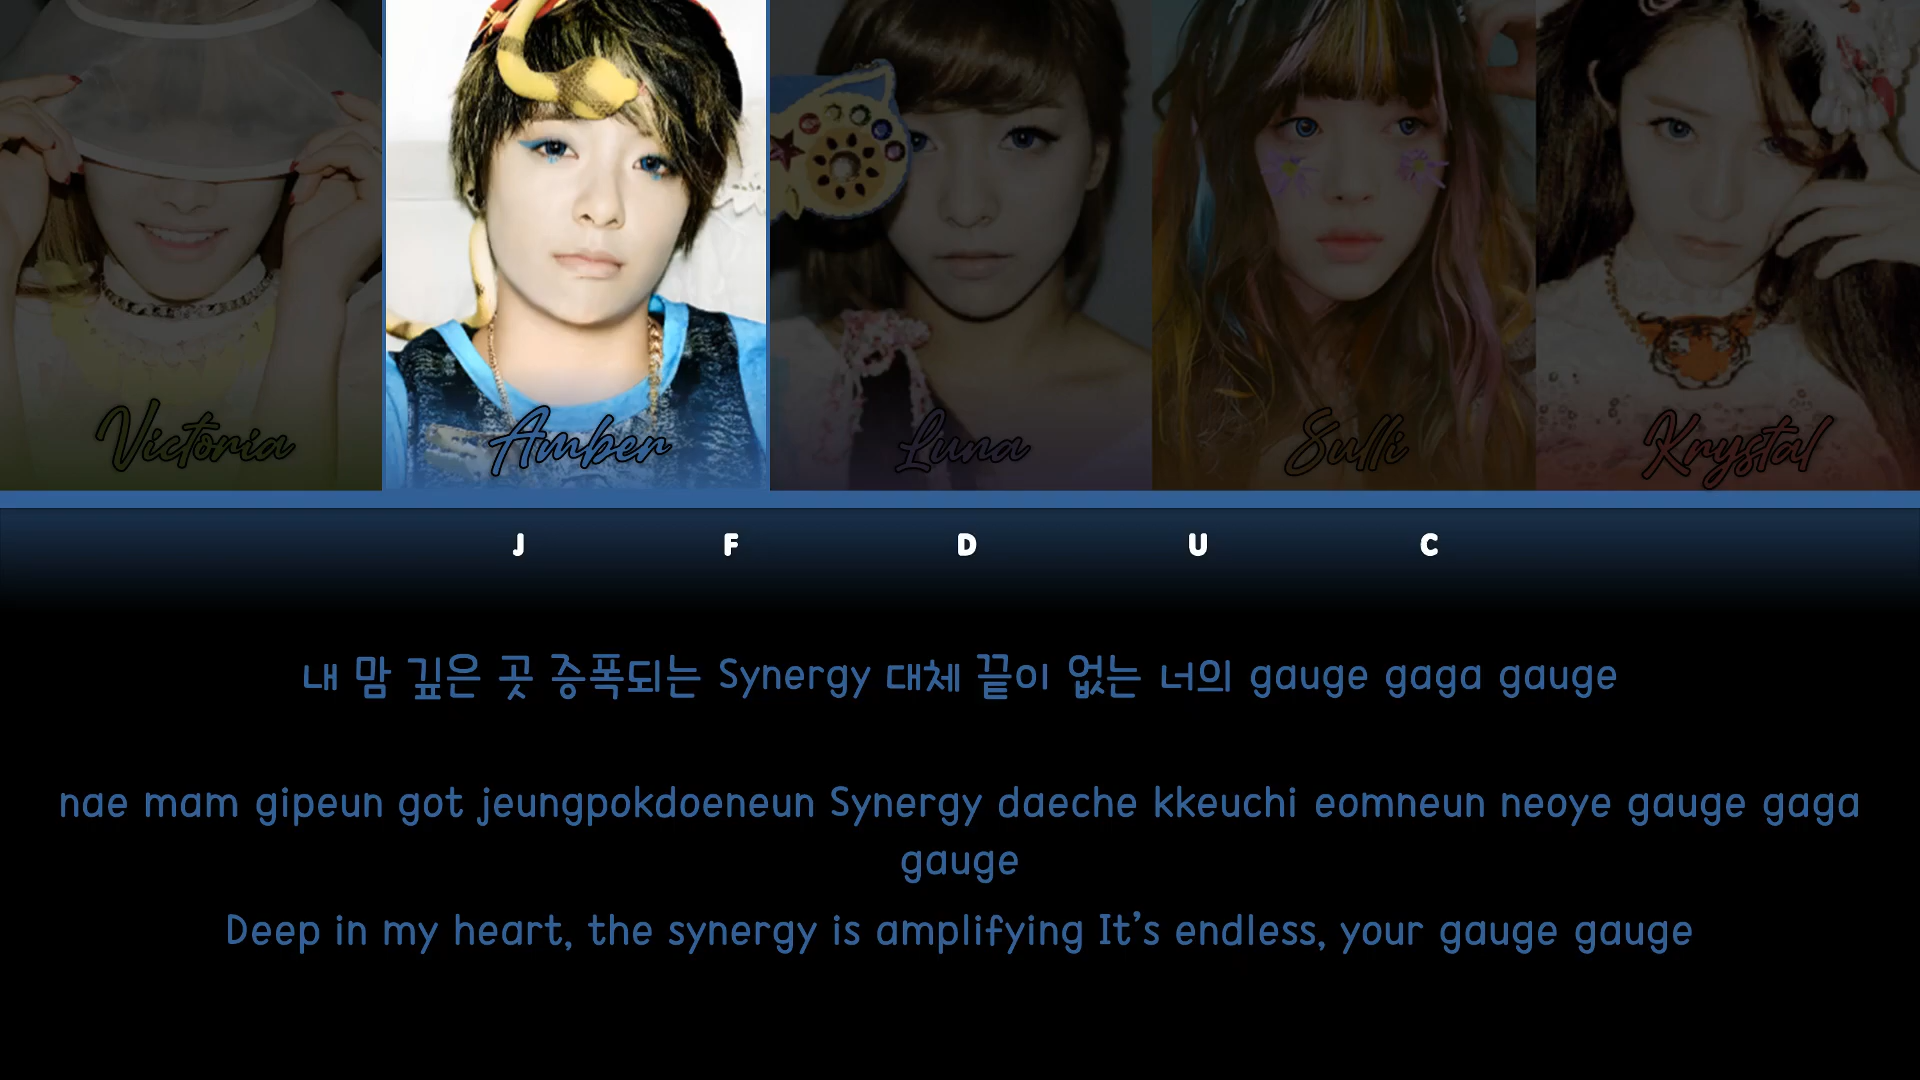 Victoria Amber Luna Sulli Krystal
J F D U C
내 맘 깊은 곳 증폭되는 Synergy 대체 끝이 없는 너의 gauge gaga gauge
nae mam gipeun got jeungpokdoeneun Synergy daeche kkeuchi eomneun neoye gauge gaga
gauge
Deep in my heart, the synergy is amplifying It’s endless, your gauge gauge